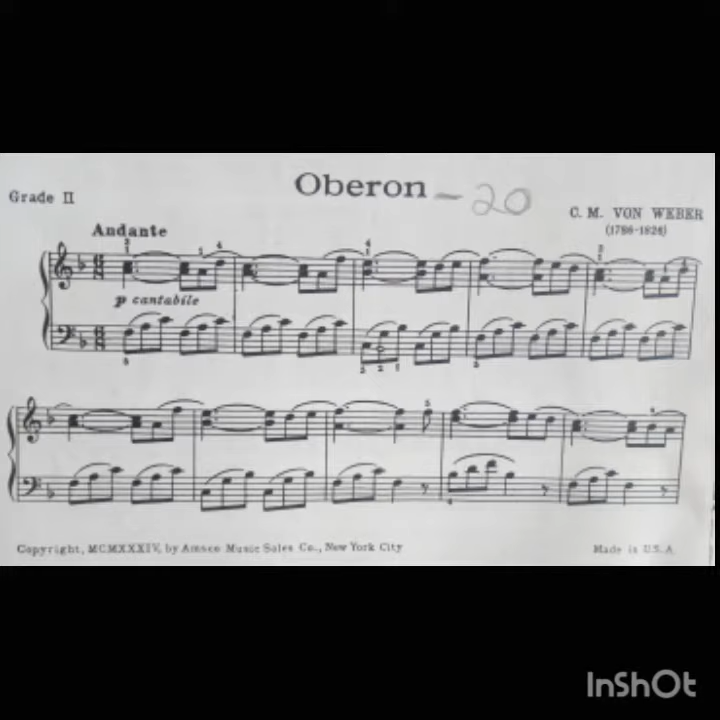 Oberon - 20
Grade II
C. M. VON WEBER
(1786-1826)
Andante
p cantabile
Copyright, MCMXXXIV, by Amsco Music Sales Co., New York City
Made in U.S.A.
InShOt